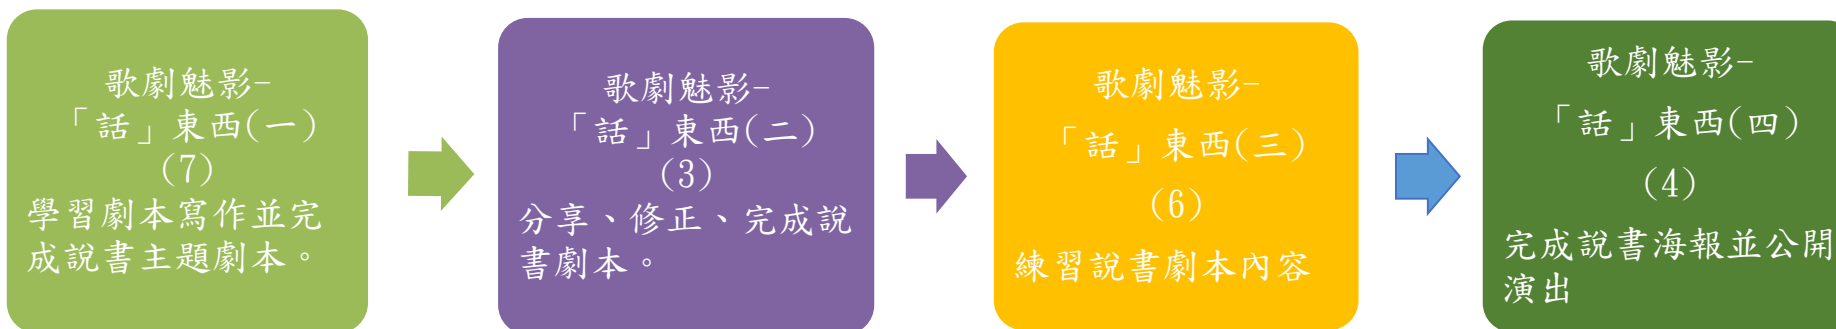 歌劇魅影-
「話」東西(一)
(7)
學習劇本寫作並完
成說書主題劇本。
歌劇魅影-
「話」東西(二)
(3)
分享、修正、完成說
書劇本。
歌劇魅影-
「話」東西(三)
(6)
練習說書劇本內容
歌劇魅影-
「話」東西(四)
(4)
完成說書海報並公開
演出